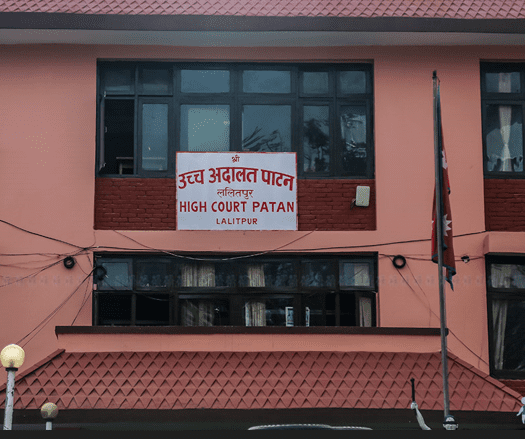 श्री
उच्च अदालत पाटन
ललितपुर
HIGH COURT PATAN
LALITPUR